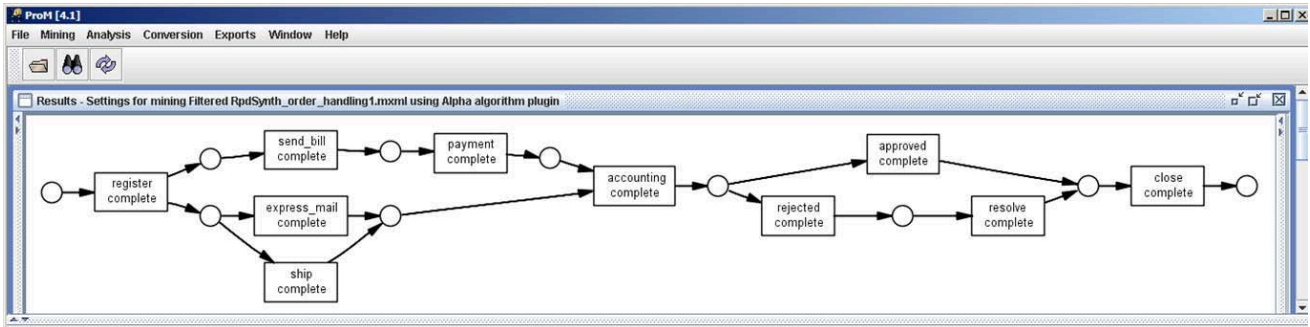 ProM [4.1]
File Mining Analysis Conversion Exports Window Help
Results - Settings for mining Filtered RpdSynth_order_handling1.mxml using Alpha algorithm plugin
register
complete
send_bill
complete
payment
complete
express_mail
complete
ship
complete
accounting
complete
approved
complete
rejected
complete
resolve
complete
close
complete